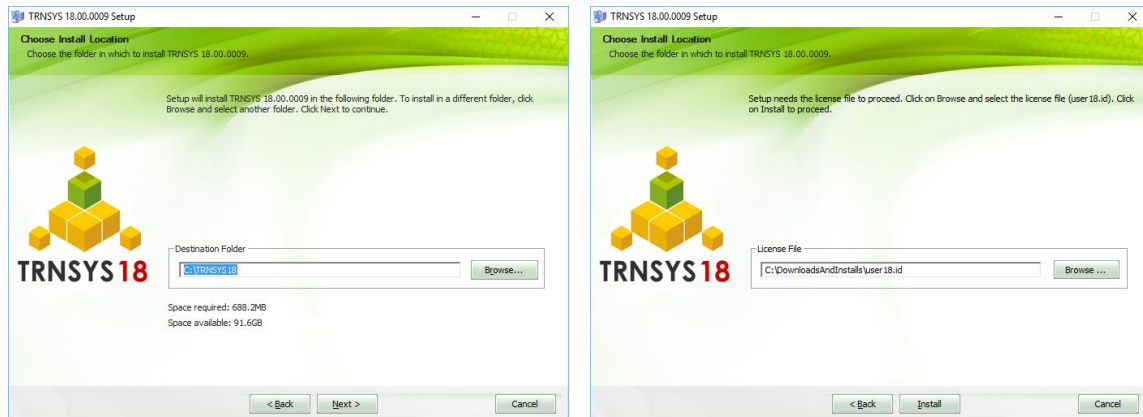 TRNSYS 18.00.0009 Setup
Choose Install Location
Choose the folder in which to install TRNSYS 18.00.0009.
Setup will install TRNSYS 18.00.0009 in the following folder. To install in a different folder, click
Browse and select another folder. Click Next to continue.
TRNSYS 18
Destination Folder
C:\TRNSYS18
Browse...
Space required: 688.2MB
Space available: 91.6GB
< Back
Next >
Cancel
TRNSYS 18.00.0009 Setup
Choose Install Location
Choose the folder in which to install TRNSYS 18.00.0009.
Setup needs the license file to proceed. Click on Browse and select the license file (user18.id). Click
on Install to proceed.
TRNSYS 18
License File
C:\DownloadsAndInstalls\user18.id
Browse ...
< Back
Install
Cancel